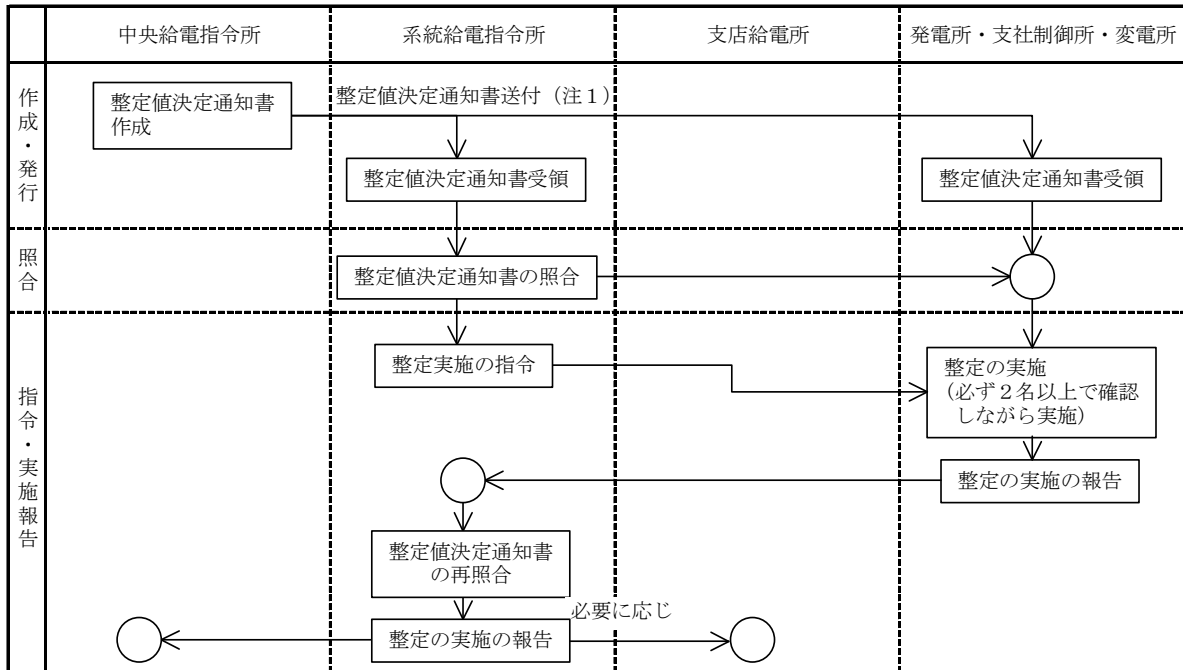 中央給電指令所
系統給電指令所
支店給電所
発電所・支社制御所・変電所
作成・発行
整定値決定通知書
作成
整定値決定通知書送付（注１）
整定値決定通知書受領
整定値決定通知書受領
照合
整定値決定通知書の照合
指令・実施報告
整定実施の指令
整定の実施
（必ず２名以上で確認
しながら実施）
整定の実施の報告
整定値決定通知書
の再照合
必要に応じ
整定の実施の報告